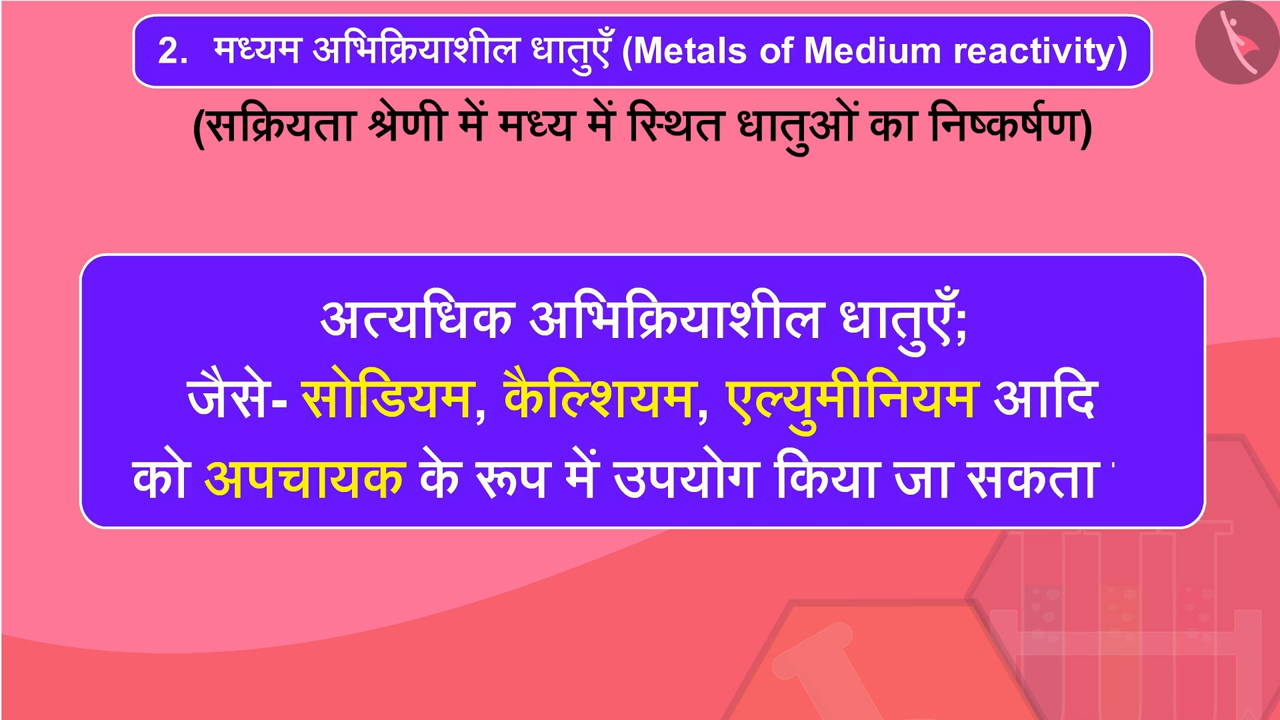 2. मध्यम अभिक्रियाशील धातुएँ (Metals of Medium reactivity)
(सक्रियता श्रेणी में मध्य में स्थित धातुओं का निष्कर्षण)
अत्यधिक अभिक्रियाशील धातुएँ;
जैसे- सोडियम, कैल्शियम, एल्युमीनियम आदि
को अपचायक के रूप में उपयोग किया जा सकता